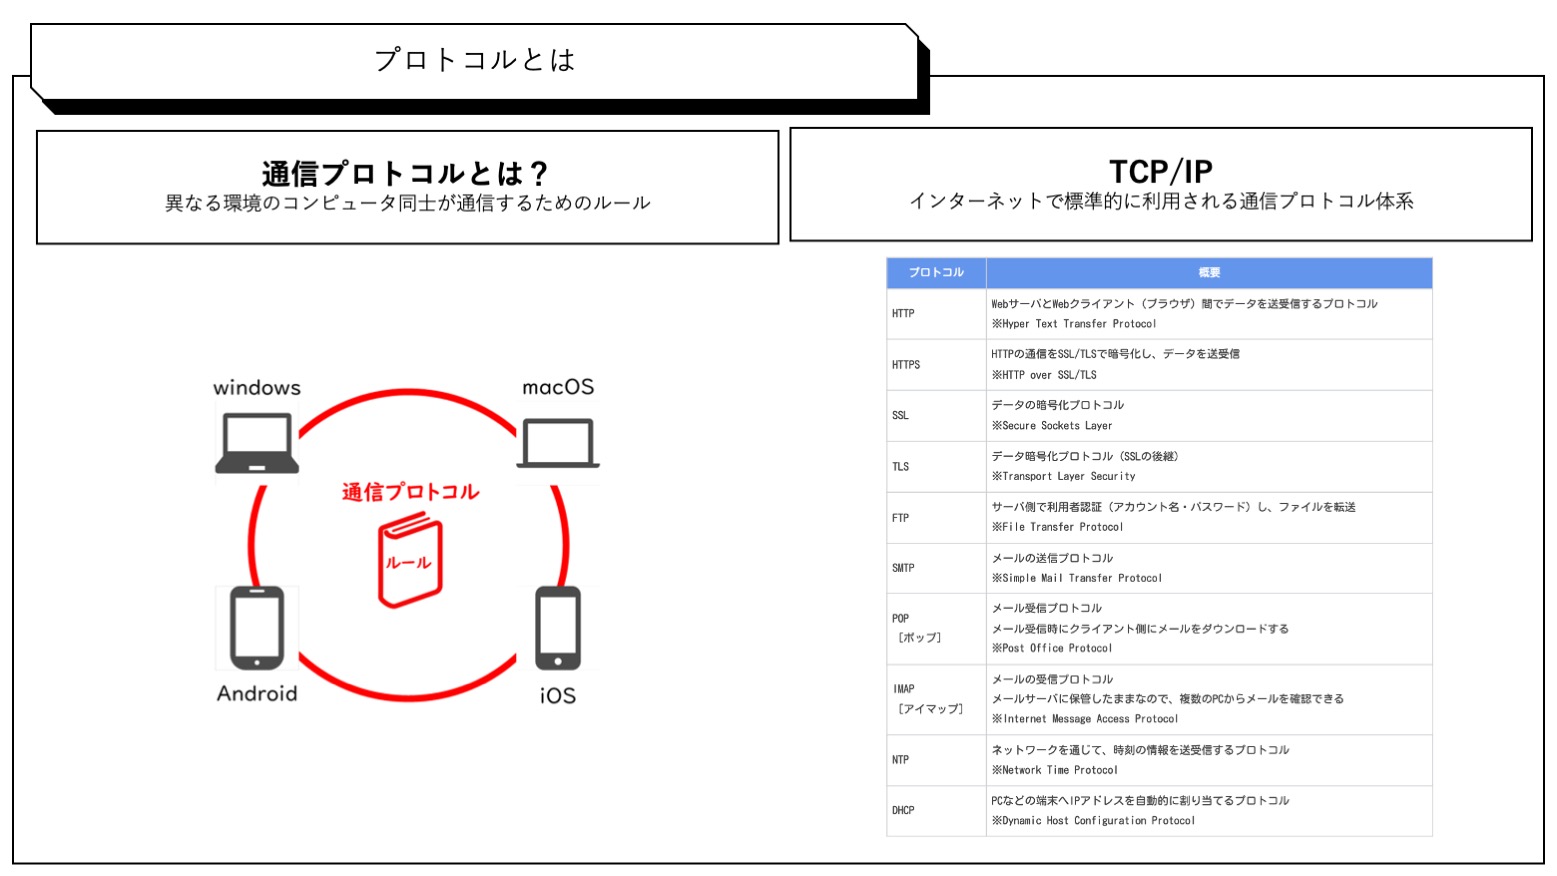 プロトコルとは
通信プロトコルとは？
異なる環境のコンピュータ同士が通信するためのルール
windows
macOS
通信プロトコル
ルール
Android
iOS
TCP/IP
インターネットで標準的に利用される通信プロトコル体系
プロトコル 概要
HTTP
WebサーバとWebクライアント（ブラウザ）間でデータを送受信するプロトコル
※Hyper Text Transfer Protocol
HTTPS
HTTPの通信をSSL/TLSで暗号化し、データを送受信
※HTTP over SSL/TLS
SSL
データの暗号化プロトコル
※Secure Sockets Layer
TLS
データ暗号化プロトコル（SSLの後継）
※Transport Layer Security
FTP
サーバ側で利用者認証（アカウント名・パスワード）し、ファイルを転送
※File Transfer Protocol
SMTP
メールの送信プロトコル
※Simple Mail Transfer Protocol
POP
［ポップ］
メール受信プロトコル
メール受信時にクライアント側にメールをダウンロードする
※Post Office Protocol
IMAP
［アイマップ］
メールの受信プロトコル
メールサーバに保管したままなので、複数のPCからメールを確認できる
※Internet Message Access Protocol
NTP
ネットワークを通じて、時刻の情報を送受信するプロトコル
※Network Time Protocol
DHCP
PCなどの端末へIPアドレスを自動的に割り当てるプロトコル
※Dynamic Host Configuration Protocol